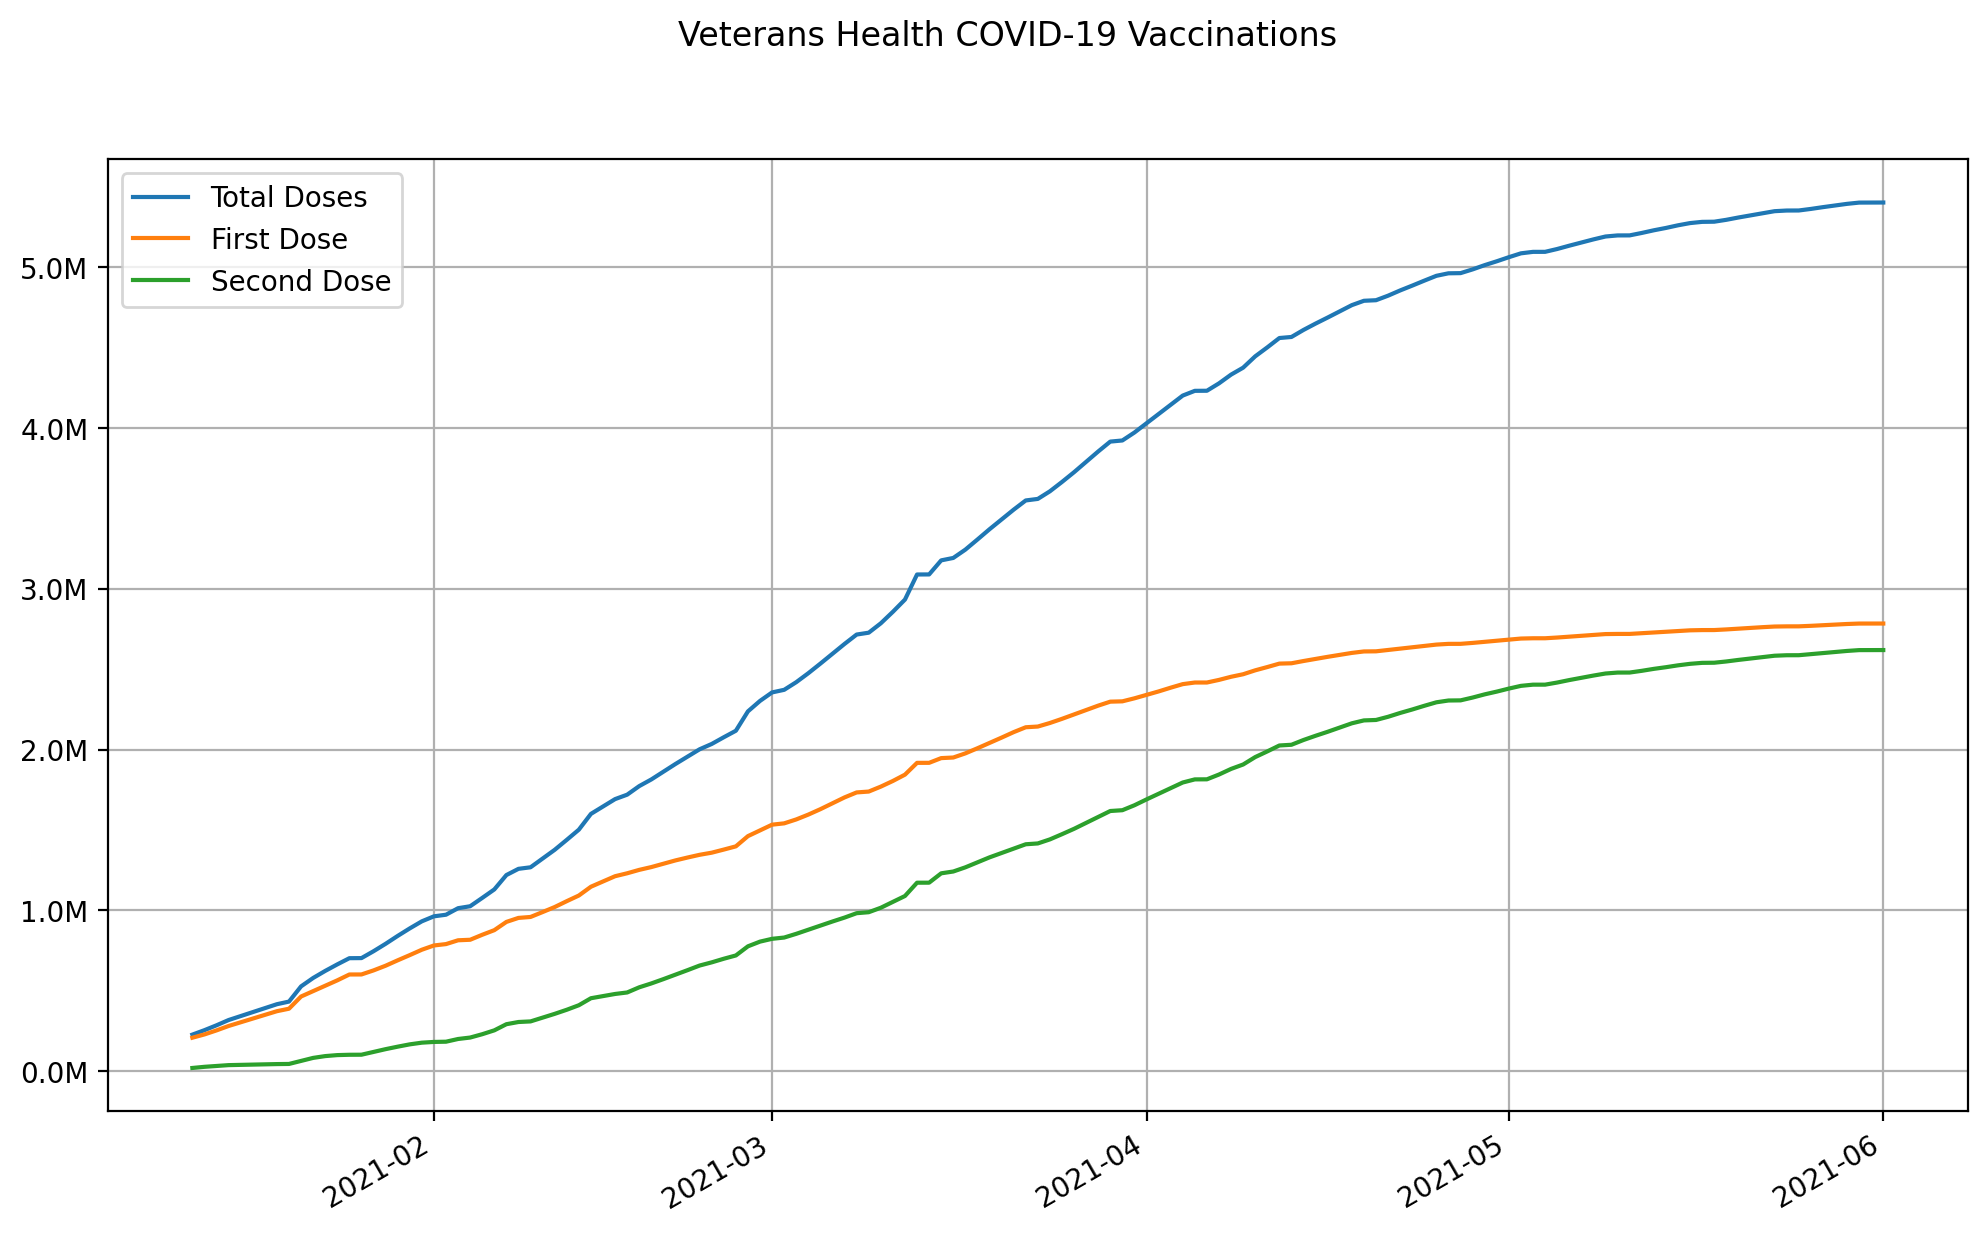 Veterans Health COVID-19 Vaccinations
Total Doses
First Dose
Second Dose
5.0M
4.0M
3.0M
2.0M
1.0M
0.0M
2021-02
2021-03
2021-04
2021-05
2021-06